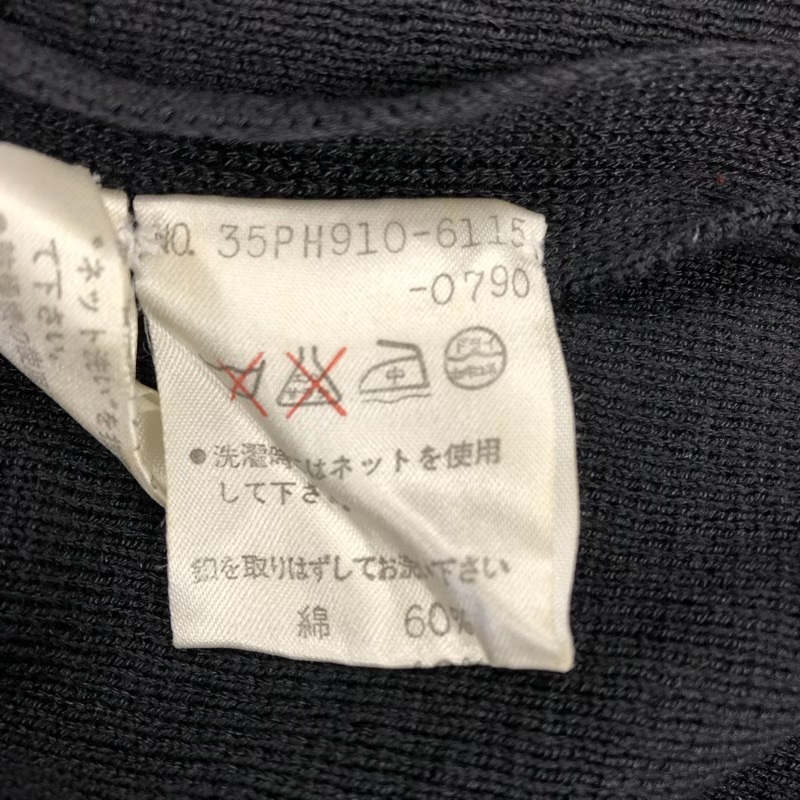 NO. 35PH910-6115
-0790
中
ドライ
● 洗濯時はネットを使用
して下さい。
釦を取りはずしてお洗い下さい
綿 60%
ネット洗いを
て下さい。